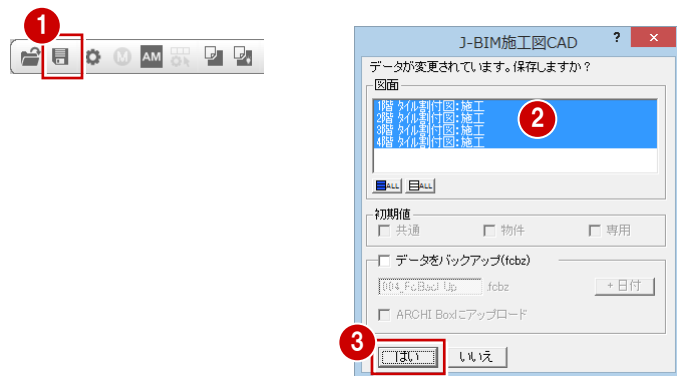 1
M
AM
J-BIM施工図CAD
?
×
データが変更されています。保存しますか?
図面
1階 タイル割付図:施工
2階 タイル割付図:施工
3階 タイル割付図:施工
4階 タイル割付図:施工
2
ALL
ALL
初期値
共通
物件
専用
データをバックアップ(fcbz)
.fcbz
+日付
ARCHI Boxにアップロード
3
はい
いいえ